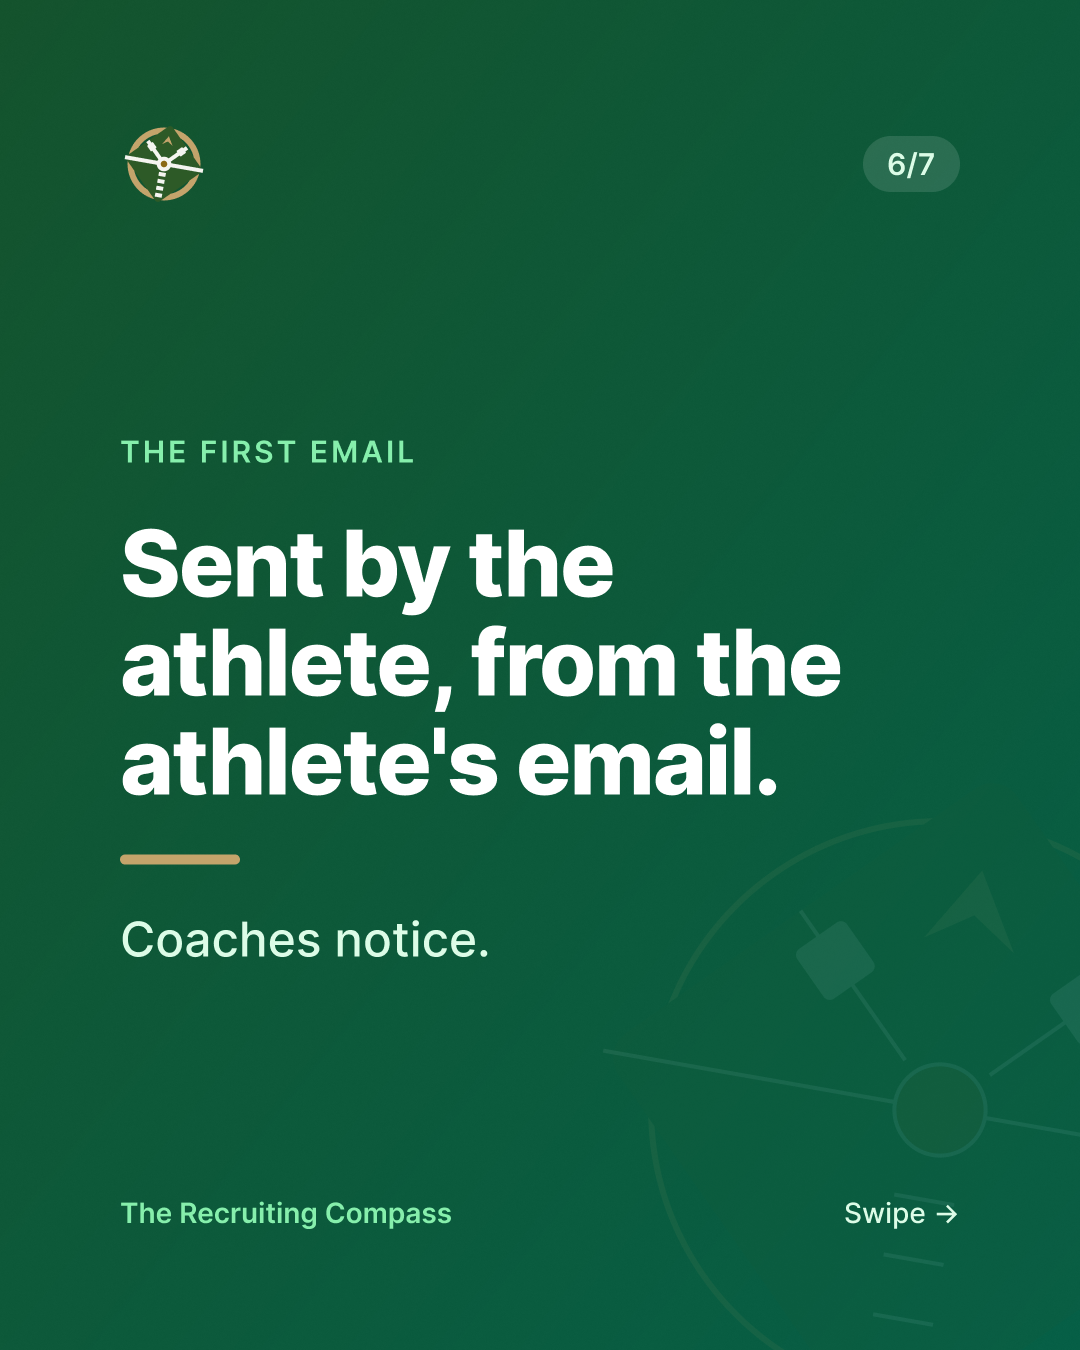 6/7
THE FIRST EMAIL
Sent by the
athlete, from the
athlete's email.
Coaches notice.
The Recruiting Compass
Swipe →